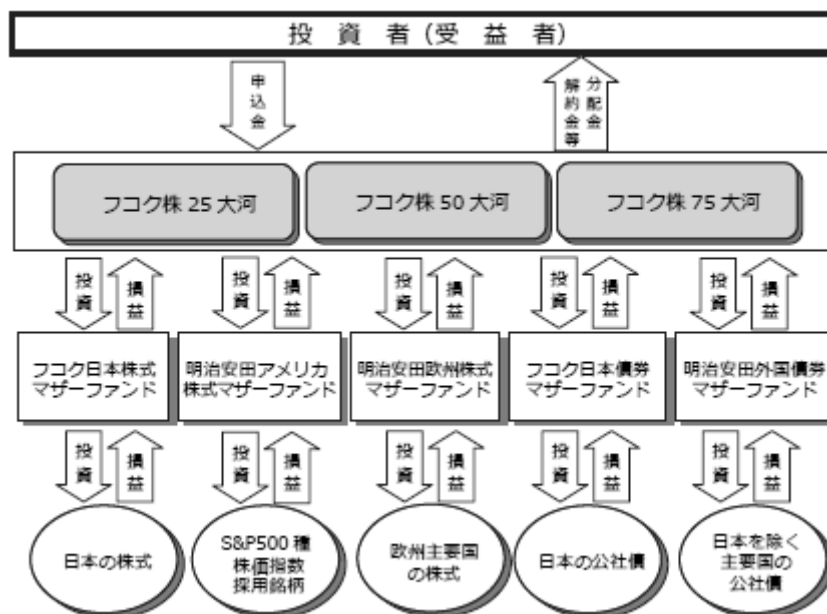 投資者（受益者）
申込金
分配金
解約金等
フコク株 25 大河
フコク株 50 大河
フコク株 75 大河
投資
損益
投資
損益
投資
損益
投資
損益
投資
損益
フコク日本株式
マザーファンド
明治安田アメリカ
株式マザーファンド
明治安田欧州株式
マザーファンド
フコク日本債券
マザーファンド
明治安田外国債券
マザーファンド
投資
損益
投資
損益
投資
損益
投資
損益
投資
損益
日本の株式
S&P500 種
株価指数
採用銘柄
欧州主要国
の株式
日本の公社債
日本を除く
主要国の
公社債